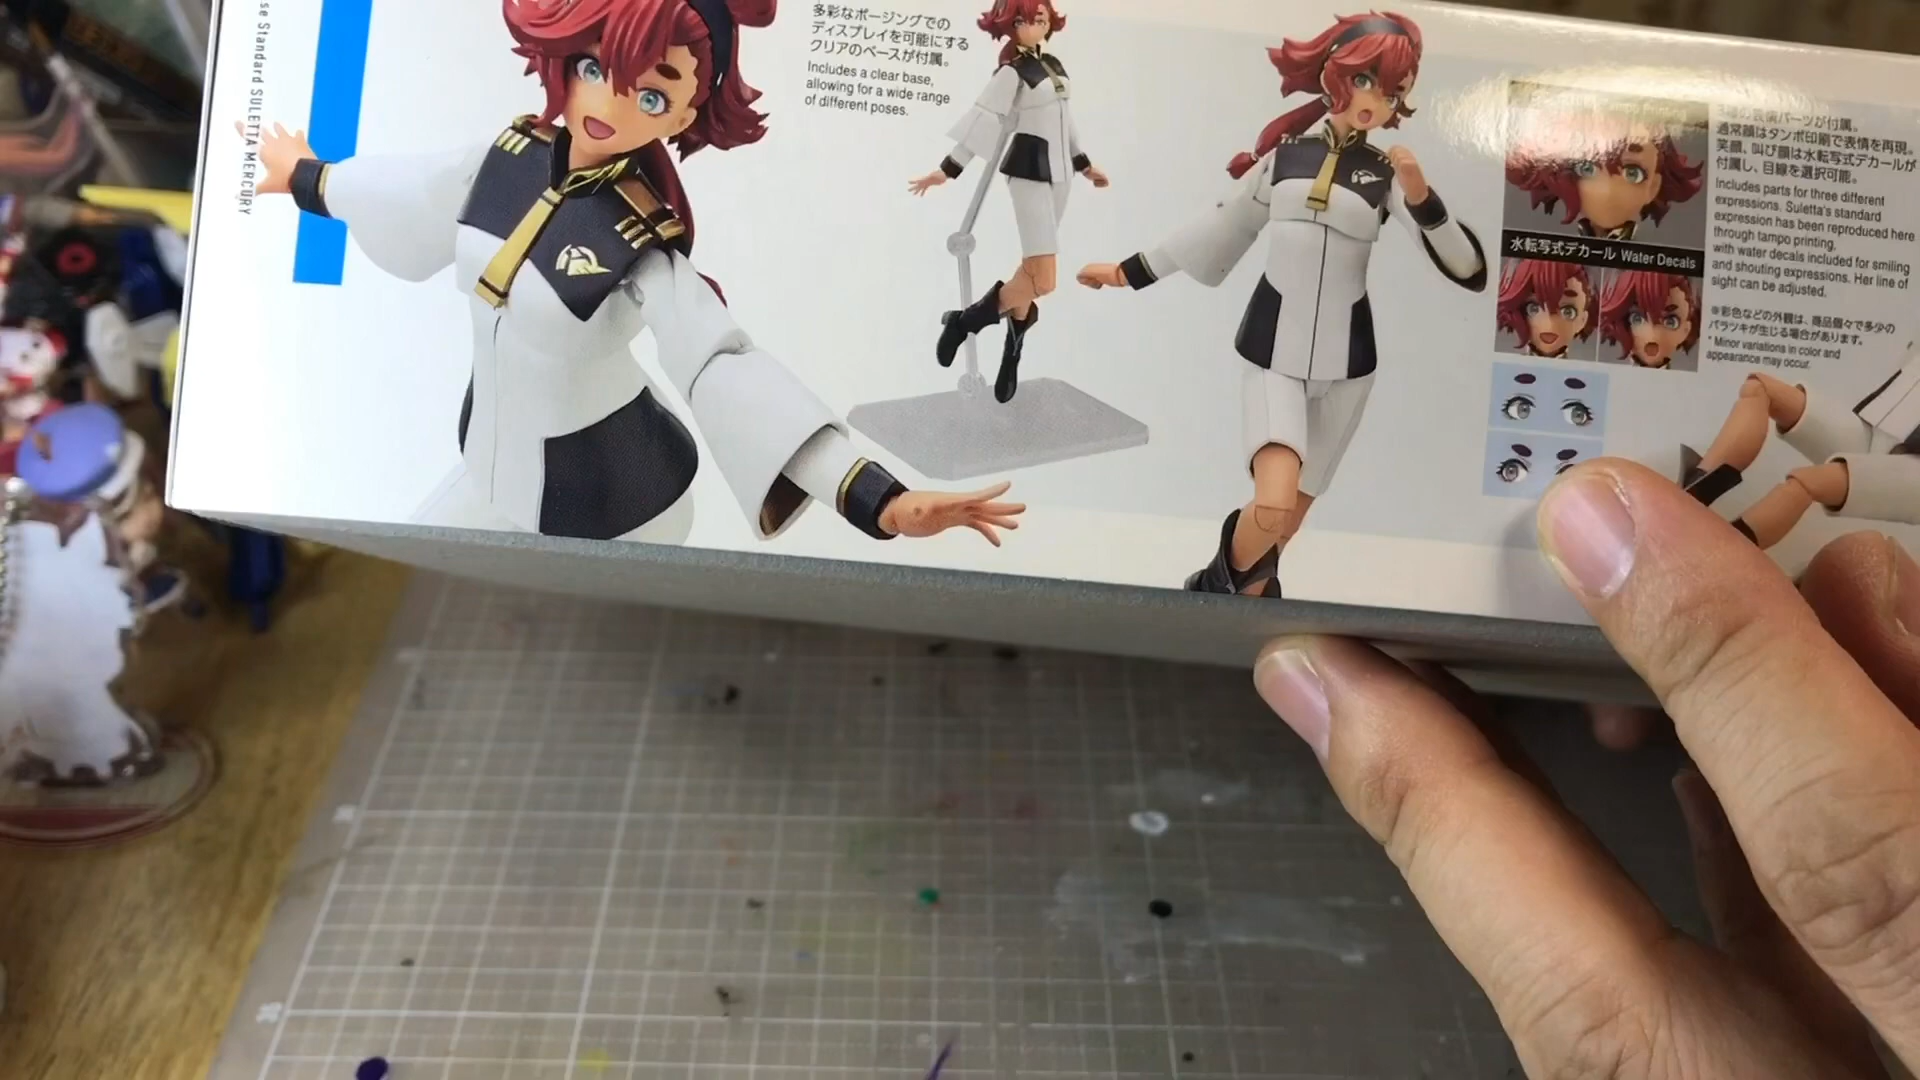 se Standard SULETTA MERCURY
多彩なポージングでの
ディスプレイを可能にする
クリアのベースが付属。
Includes a clear base,
allowing for a wide range
of different poses.
表情パーツが付属。
通常顔はタンポ印刷で表情を再現。
笑顔、叫び顔は水転写式デカールが
付属し、目線を選択可能。
Includes parts for three different
expressions. Suletta's standard
expression has been reproduced here
through tampo printing,
with water decals included for smiling
and shouting expressions. Her line of
sight can be adjusted.
※彩色などの外観は、商品個々で多少の
バラツキが生じる場合があります。
* Minor variations in color and
appearance may occur.
水転写式デカール Water Decals